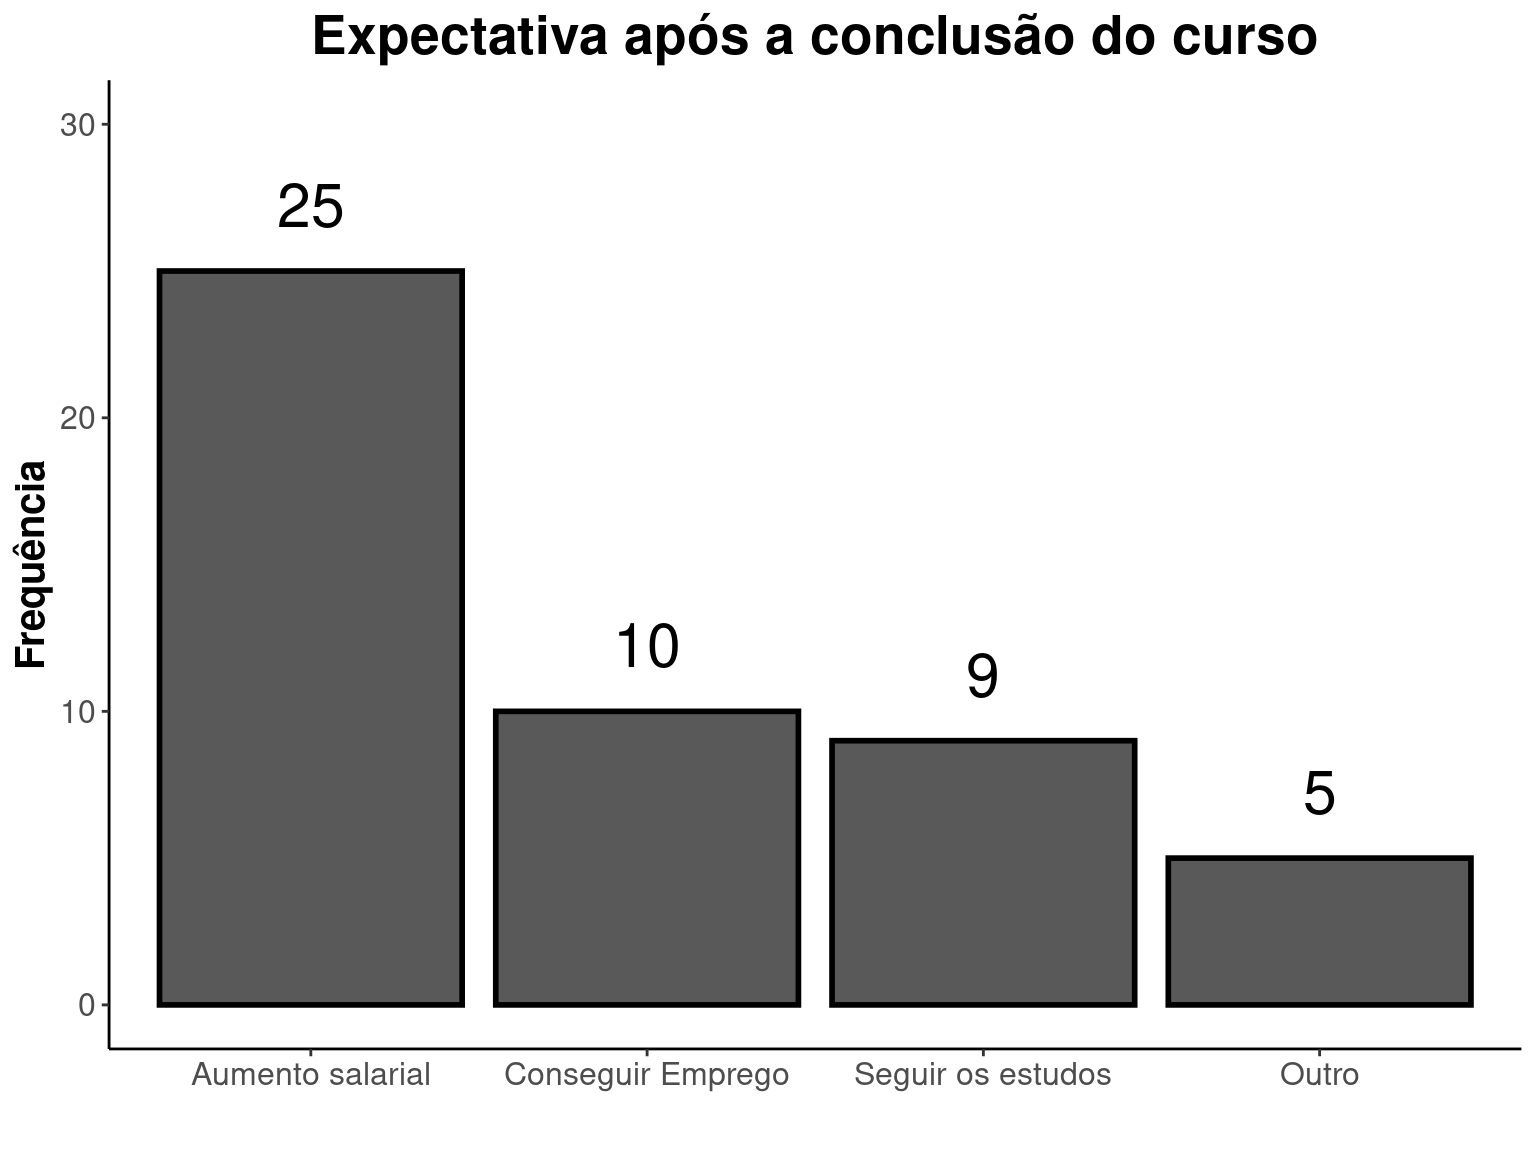 Expectativa após a conclusão do curso
Frequência
30
20
10
0
25
10
9
5
Aumento salarial
Conseguir Emprego
Seguir os estudos
Outro